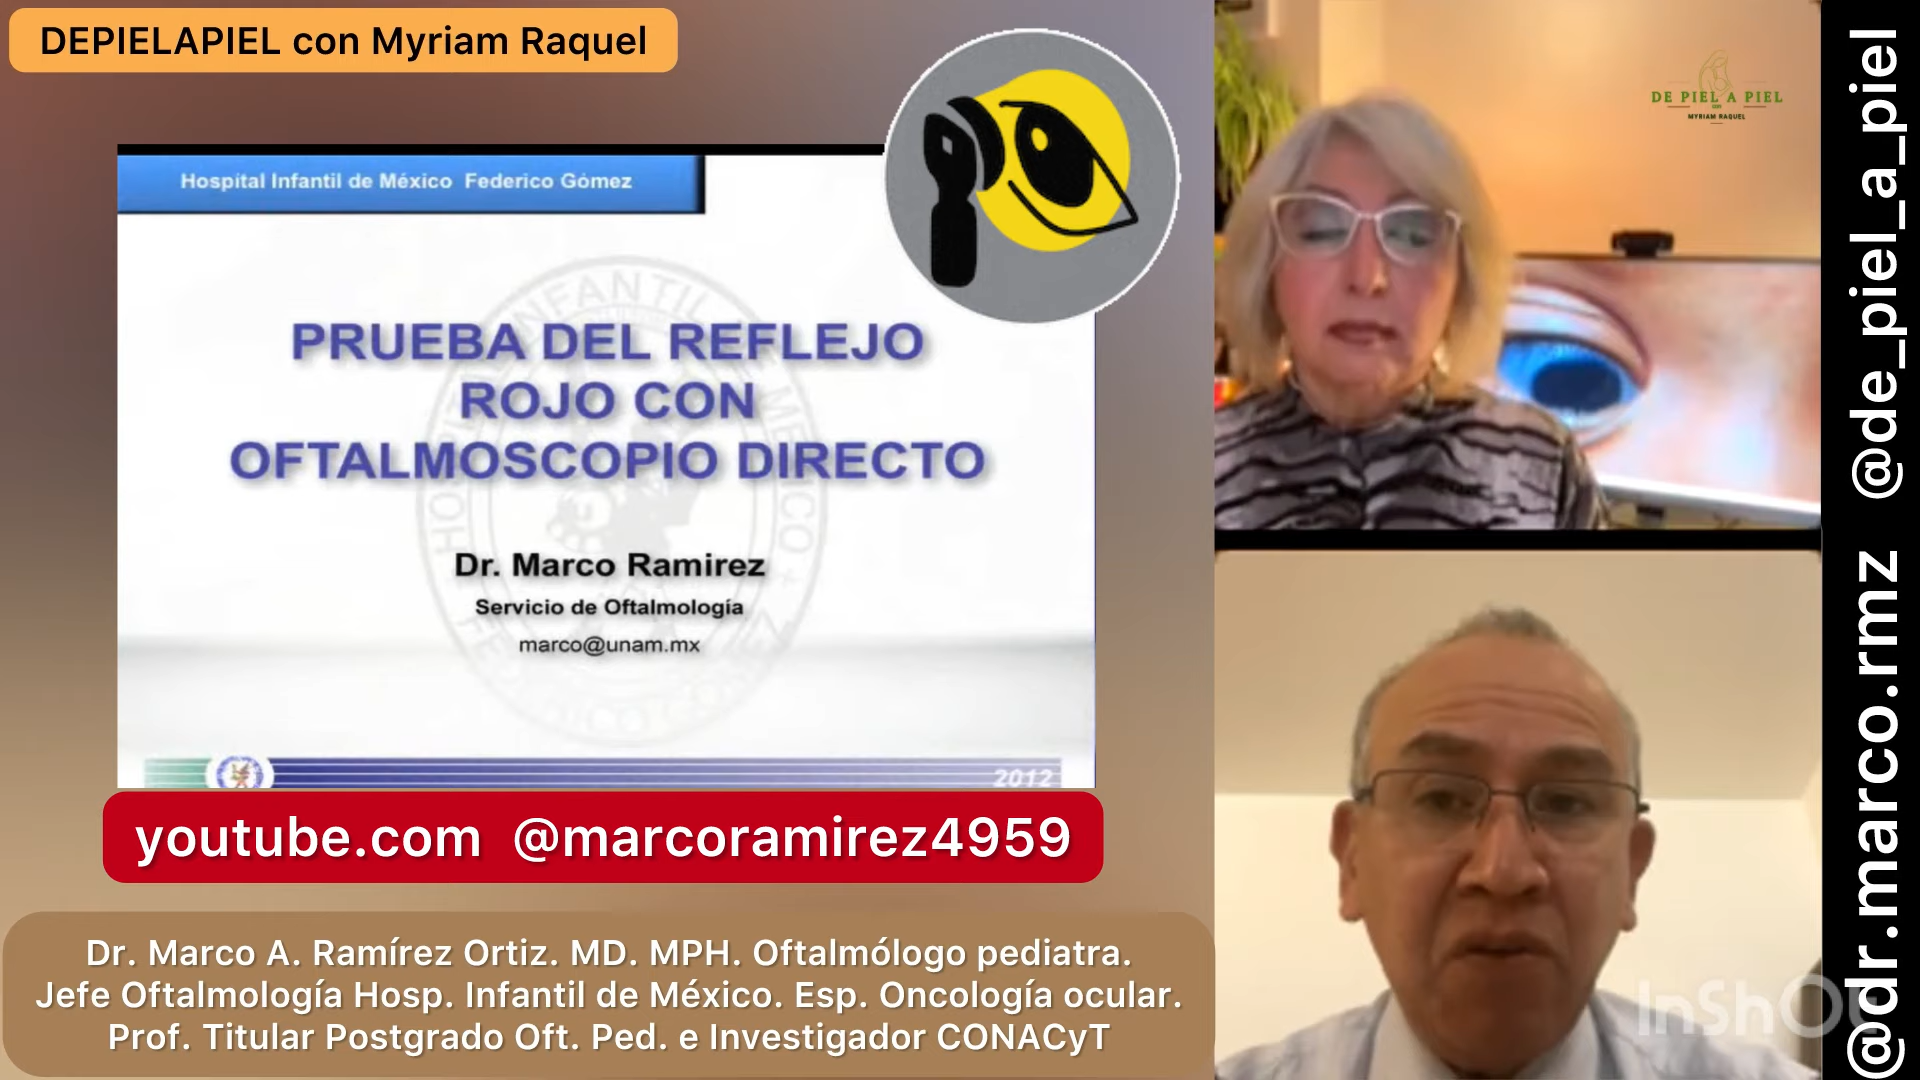 DEPIELAPIEL con Myriam Raquel
Hospital Infantil de México Federico Gómez
PRUEBA DEL REFLEJO
ROJO CON
OFTALMOSCOPIO DIRECTO
Dr. Marco Ramirez
Servicio de Oftalmología
marco@unam.mx
2012
youtube.com @marcoramirez4959
Dr. Marco A. Ramírez Ortiz. MD. MPH. Oftalmólogo pediatra.
Jefe Oftalmología Hosp. Infantil de México. Esp. Oncología ocular.
Prof. Titular Postgrado Oft. Ped. e Investigador CONACyT
DE PIEL A PIEL
MYRIAM RAQUEL
InShOt
@dr.marco.rmz @de_piel_a_piel